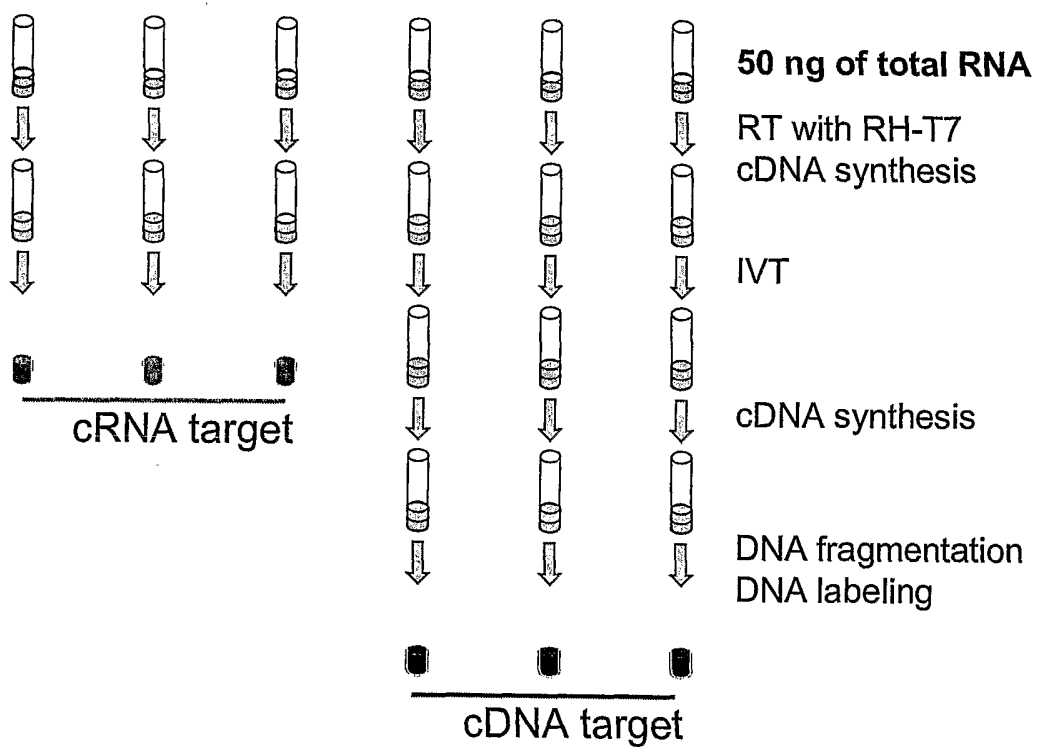 50 ng of total RNA
RT with RH-T7
cDNA synthesis
IVT
cRNA target
cDNA synthesis
DNA fragmentation
DNA labeling
cDNA target